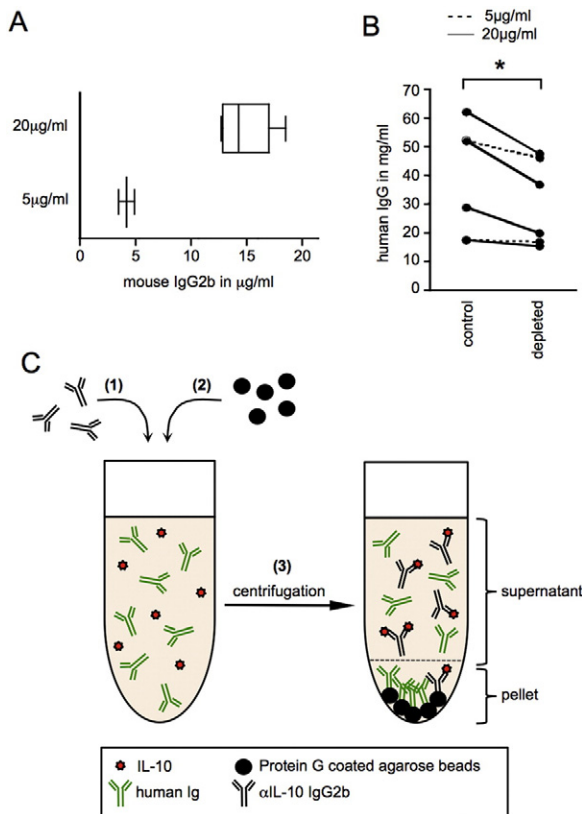 A
20μg/ml
5μg/ml
0 5 10 15 20
mouse IgG2b in μg/ml
B
5μg/ml
20μg/ml
*
human IgG in mg/ml
70
60
50
40
30
20
10
0
control
depleted
C
(1)
(2)
(3)
centrifugation
supernatant
pellet
IL-10
Protein G coated agarose beads
human Ig
αIL-10 IgG2b